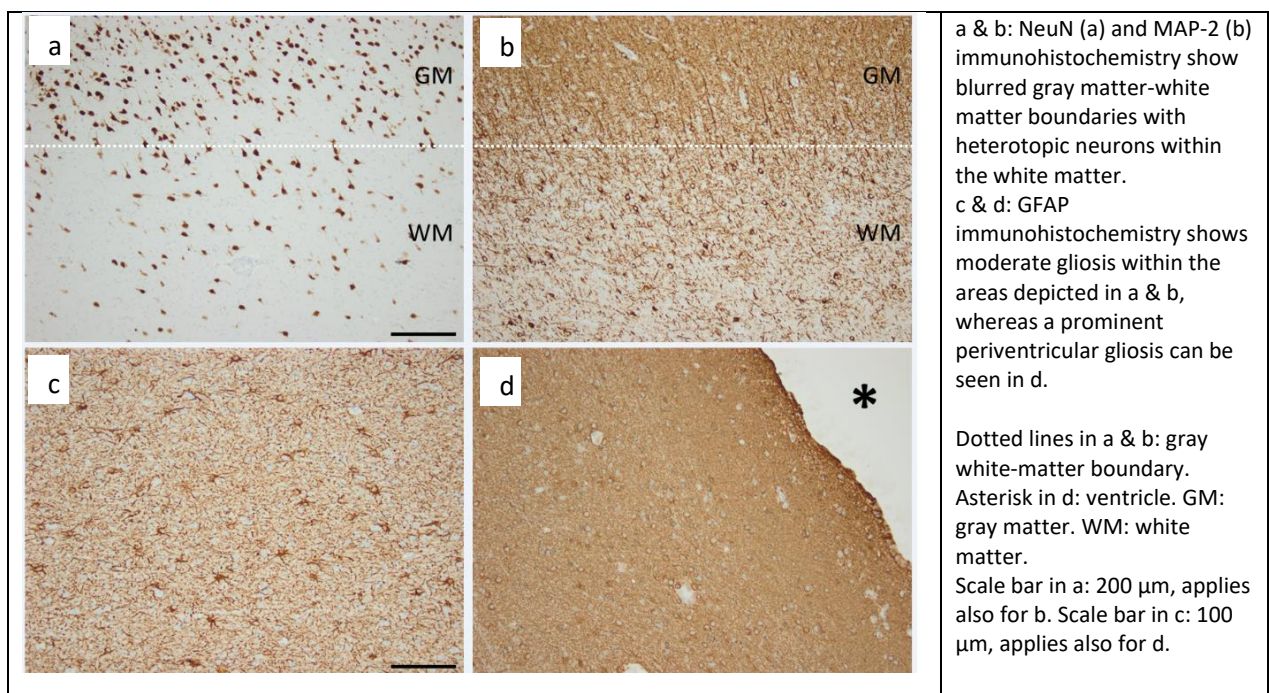 a
GM
WM
b
GM
WM
c
d
*
a & b: NeuN (a) and MAP-2 (b)
immunohistochemistry show
blurred gray matter-white
matter boundaries with
heterotopic neurons within
the white matter.
c & d: GFAP
immunohistochemistry shows
moderate gliosis within the
areas depicted in a & b,
whereas a prominent
periventricular gliosis can be
seen in d.
Dotted lines in a & b: gray
white-matter boundary.
Asterisk in d: ventricle. GM:
gray matter. WM: white
matter.
Scale bar in a: 200 µm, applies
also for b. Scale bar in c: 100
µm, applies also for d.